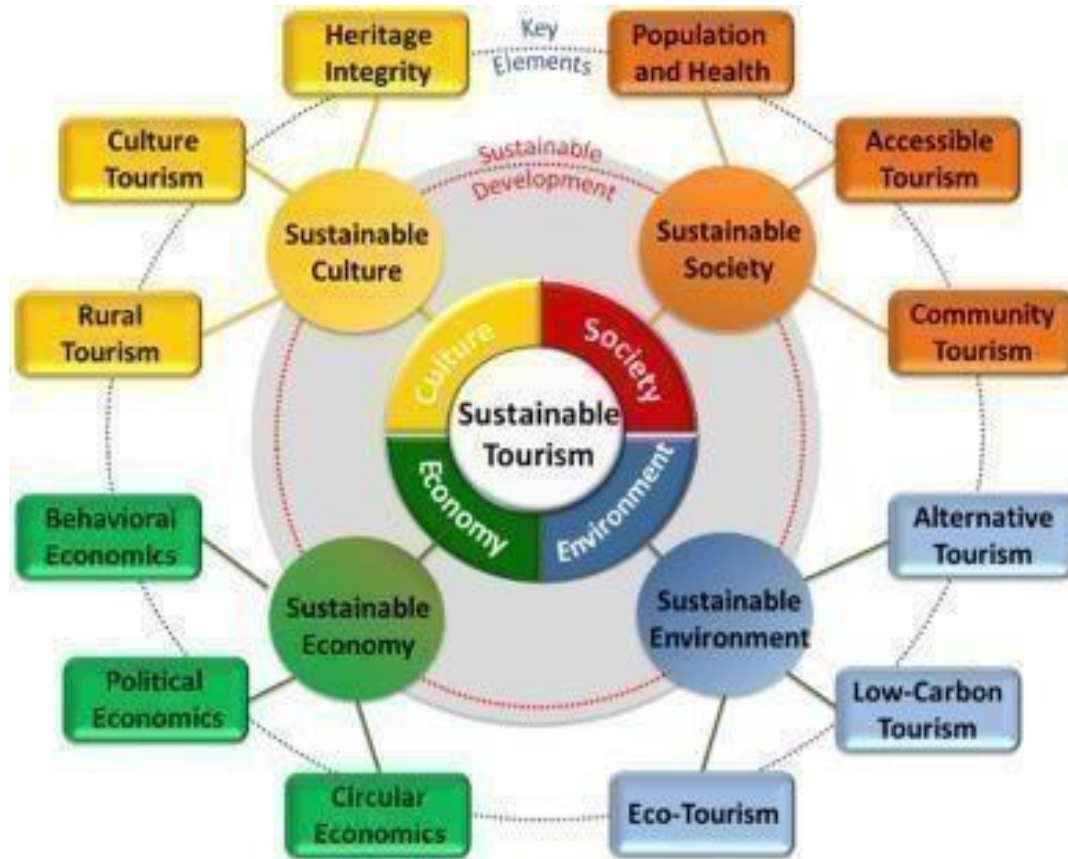 Key
Elements
Heritage
Integrity
Population
and Health
Culture
Tourism
Accessible
Tourism
Sustainable
Development
Sustainable
Culture
Sustainable
Society
Rural
Tourism
Community
Tourism
Culture
Society
Sustainable
Tourism
Economy
Environment
Behavioral
Economics
Alternative
Tourism
Sustainable
Economy
Sustainable
Environment
Political
Economics
Low-Carbon
Tourism
Circular
Economics
Eco-Tourism